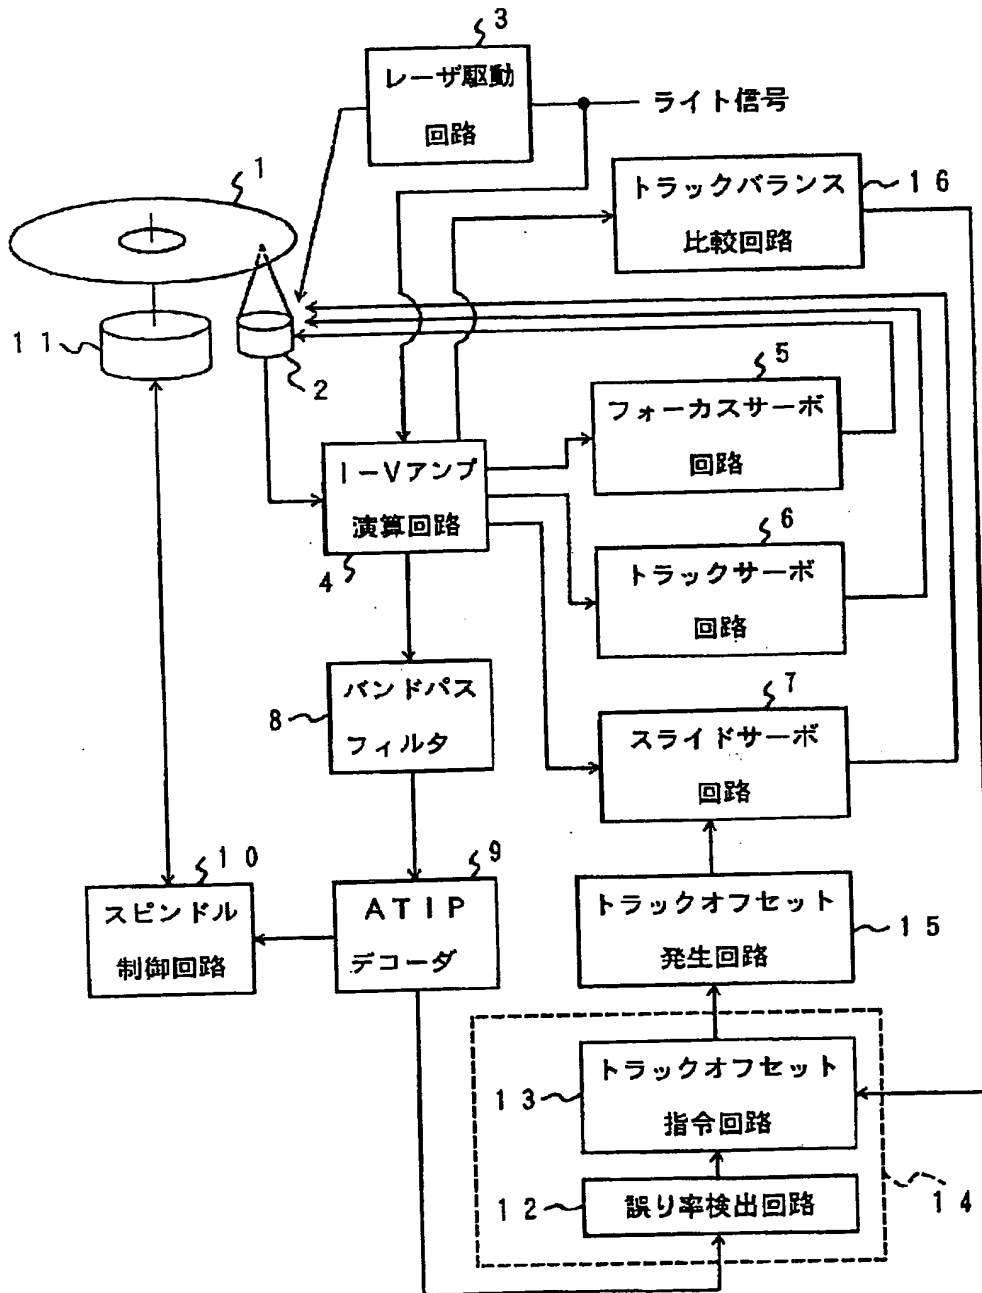 3
レーザ駆動
回路
ライト信号
1
トラックバランス
比較回路
16
11
2
5
フォーカスサーボ
回路
I－Vアンプ
演算回路
4
6
トラックサーボ
回路
8
バンドパス
フィルタ
7
スライドサーボ
回路
10
スピンドル
制御回路
9
ATIP
デコーダ
トラックオフセット
発生回路
15
13
トラックオフセット
指令回路
12
誤り率検出回路
14